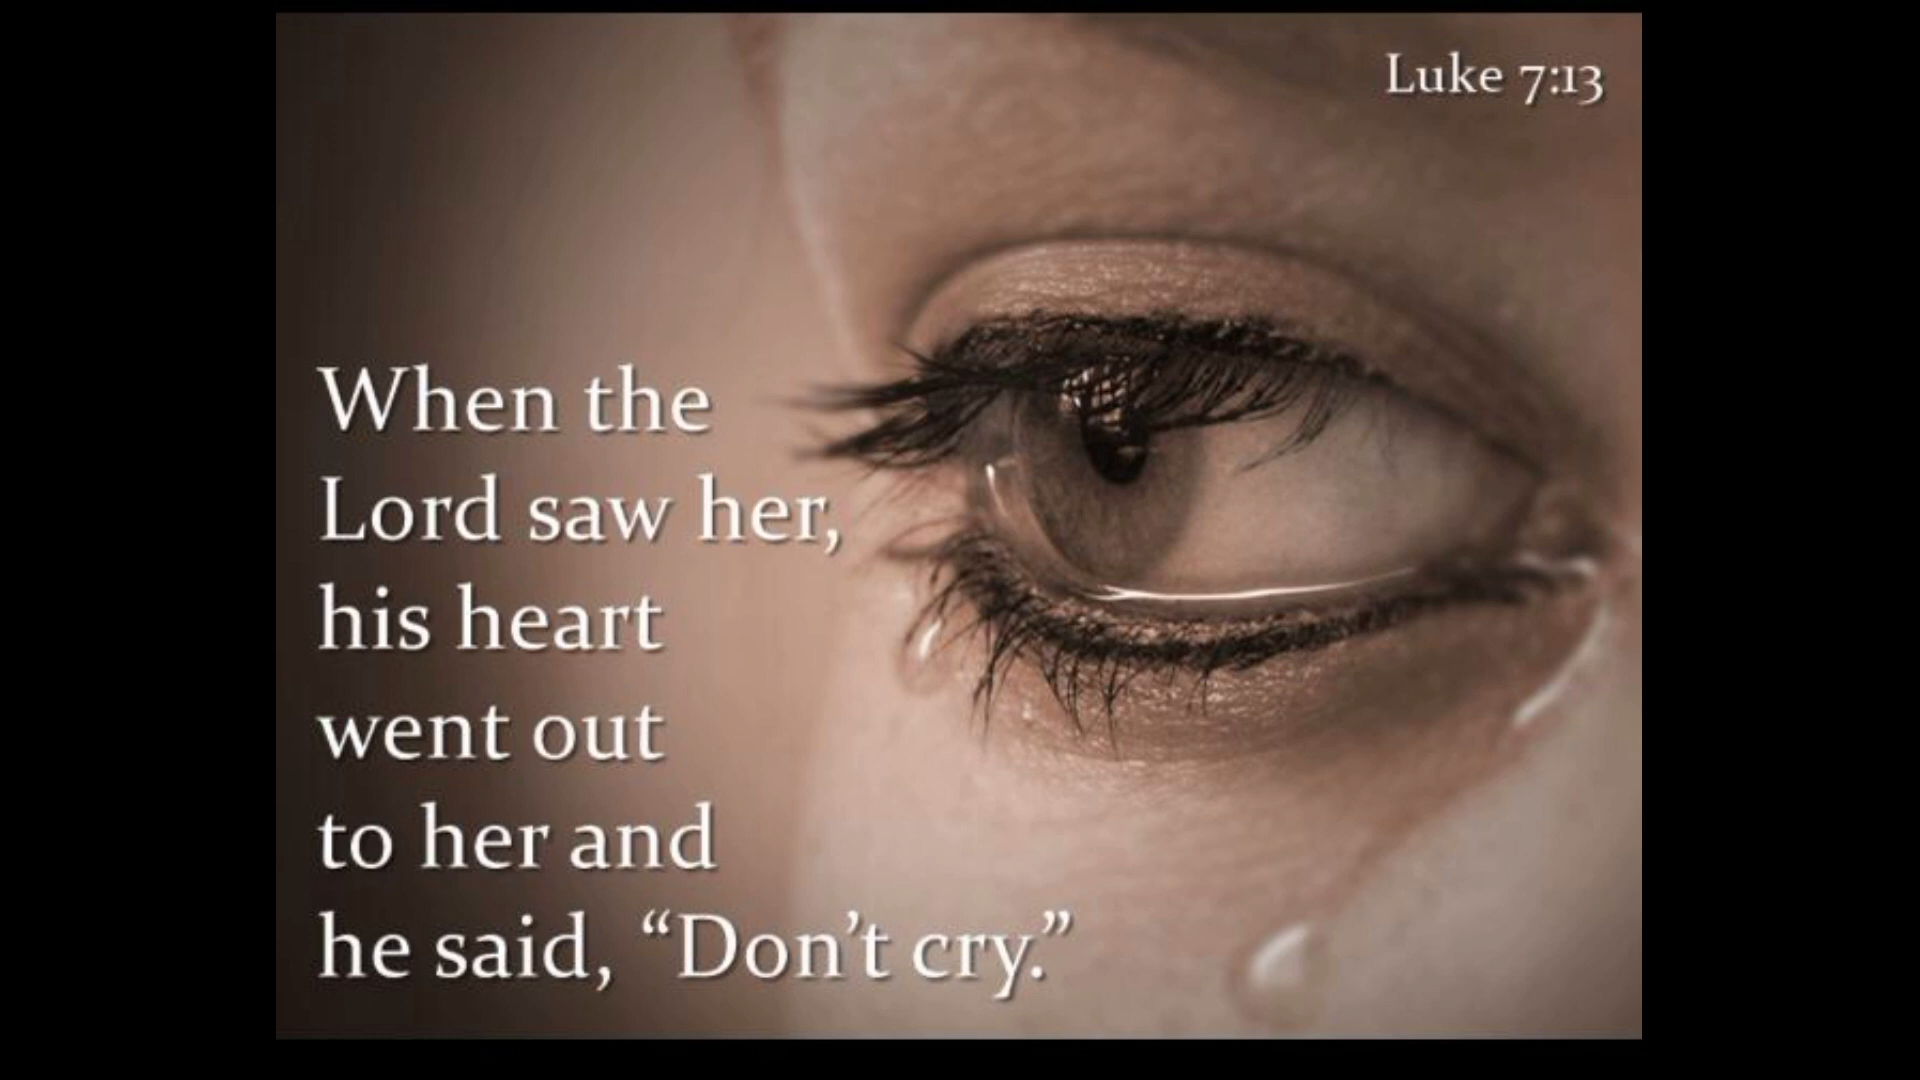 Luke 7:13
When the
Lord saw her,
his heart
went out
to her and
he said, “Don’t cry.”